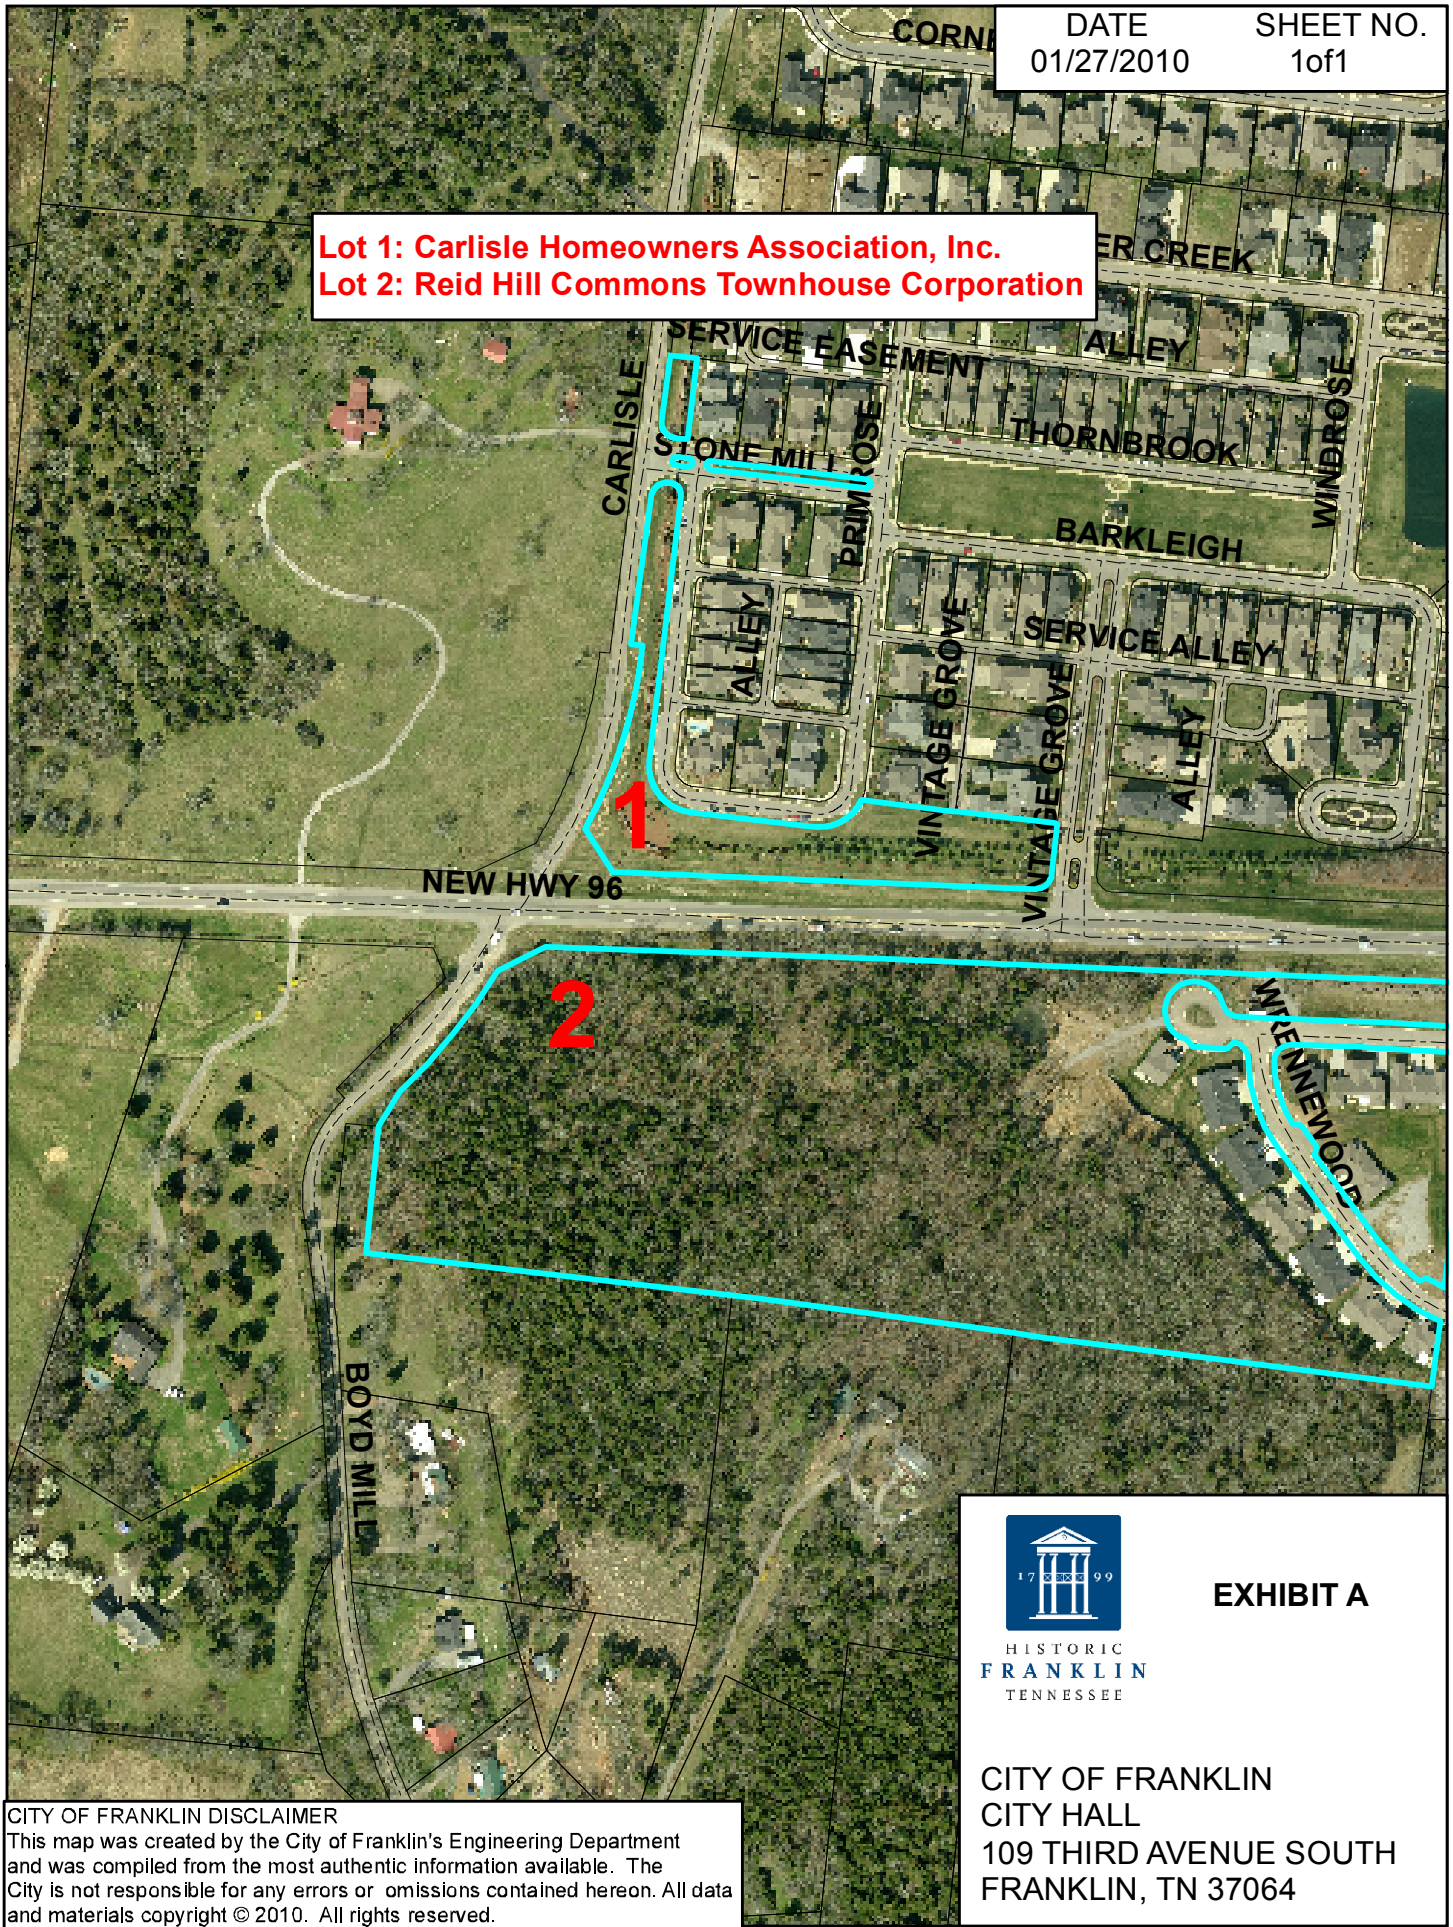 DATE SHEET NO.
01/27/2010 1of1
Lot 1: Carlisle Homeowners Association, Inc.
Lot 2: Reid Hill Commons Townhouse Corporation
ER CREEK
SERVICE EASEMENT
ALLEY
CARLISLE
WINDROSE
THORNBROOK
STONE MILL
PRIMROSE
BARKLEIGH
SERVICE ALLEY
ALLEY
VINTAGE GROVE
VINTAGE GROVE
ALLEY
1
NEW HWY 96
2
WRENNEWOOD
BOYD MILL
17 99
HISTORIC
FRANKLIN
TENNESSEE
EXHIBIT A
CITY OF FRANKLIN
CITY HALL
109 THIRD AVENUE SOUTH
FRANKLIN, TN 37064
CITY OF FRANKLIN DISCLAIMER
This map was created by the City of Franklin's Engineering Department
and was compiled from the most authentic information available. The
City is not responsible for any errors or omissions contained hereon. All data
and materials copyright © 2010. All rights reserved.